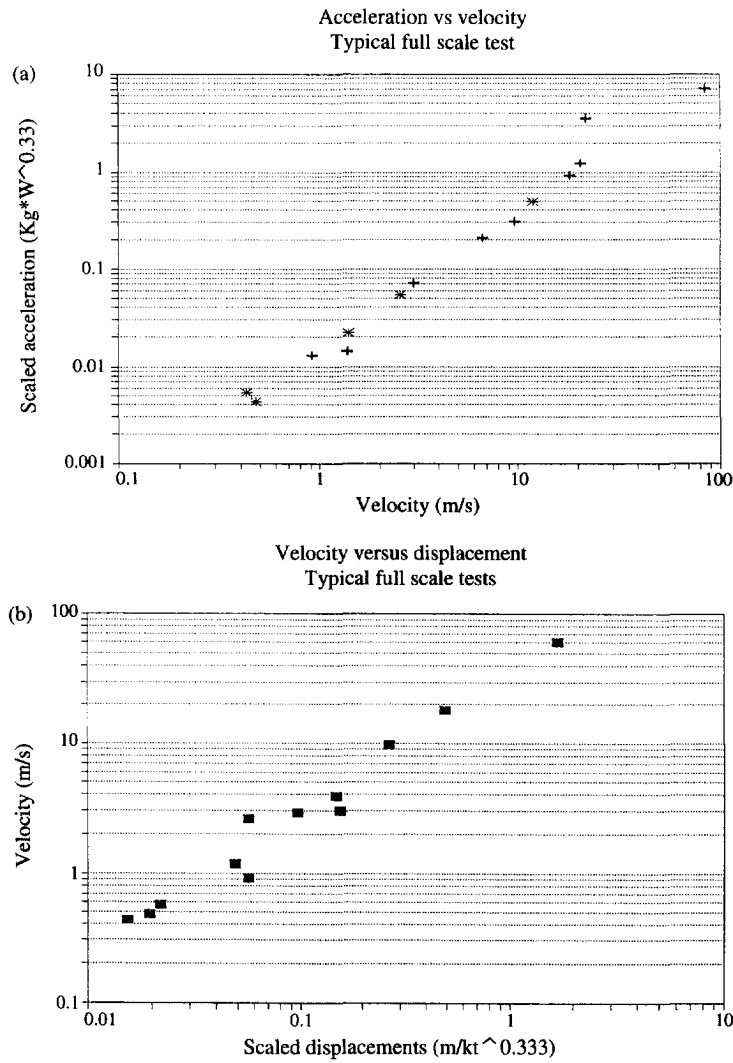 Acceleration vs velocity
Typical full scale test
(a)
Scaled acceleration (Kg*W^0.33)
10
1
0.1
0.01
0.001
0.1
1
10
100
Velocity (m/s)
Velocity versus displacement
Typical full scale tests
(b)
Velocity (m/s)
100
10
1
0.1
0.01
0.1
1
10
Scaled displacements (m/kt^0.333)